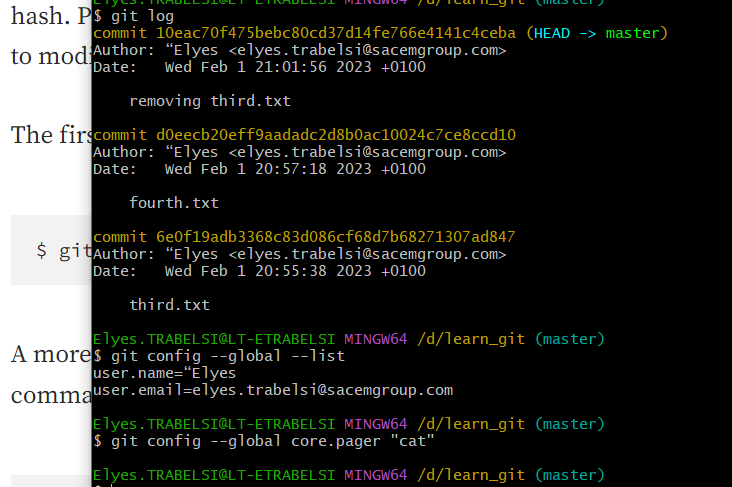 hash. P
to modi
The firs
$ git
A more
comma
Elyes.TRABELSI@LT-ETRABELSI MINGW64 /d/learn_git (master)
$ git log
commit 10eac70f475bebc80cd37d14fe766e4141c4ceba (HEAD -> master)
Author: “Elyes <elyes.trabelsi@sacemgroup.com>
Date:   Wed Feb 1 21:01:56 2023 +0100
removing third.txt
commit d0eecb20eff9aadadc2d8b0ac10024c7ce8ccd10
Author: “Elyes <elyes.trabelsi@sacemgroup.com>
Date:   Wed Feb 1 20:57:18 2023 +0100
fourth.txt
commit 6e0f19adb3368c83d086cf68d7b68271307ad847
Author: “Elyes <elyes.trabelsi@sacemgroup.com>
Date:   Wed Feb 1 20:55:38 2023 +0100
third.txt
Elyes.TRABELSI@LT-ETRABELSI MINGW64 /d/learn_git (master)
$ git config --global --list
user.name=“Elyes
user.email=elyes.trabelsi@sacemgroup.com
Elyes.TRABELSI@LT-ETRABELSI MINGW64 /d/learn_git (master)
$ git config --global core.pager "cat"
Elyes.TRABELSI@LT-ETRABELSI MINGW64 /d/learn_git (master)
$